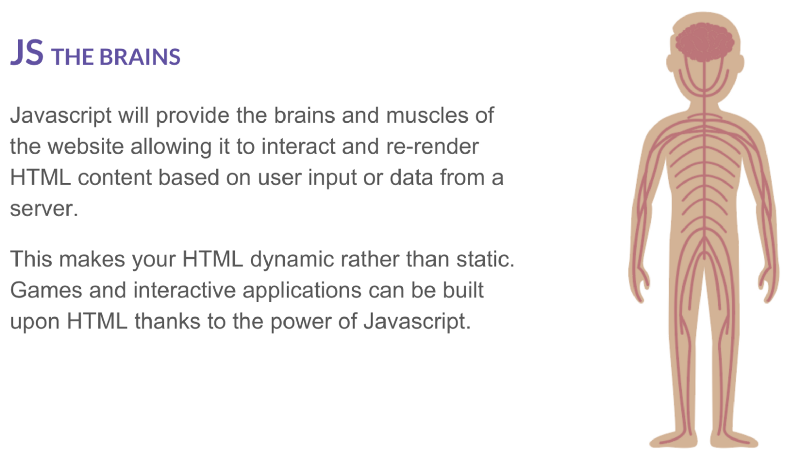 JS THE BRAINS
Javascript will provide the brains and muscles of
the website allowing it to interact and re-render
HTML content based on user input or data from a
server.
This makes your HTML dynamic rather than static.
Games and interactive applications can be built
upon HTML thanks to the power of Javascript.